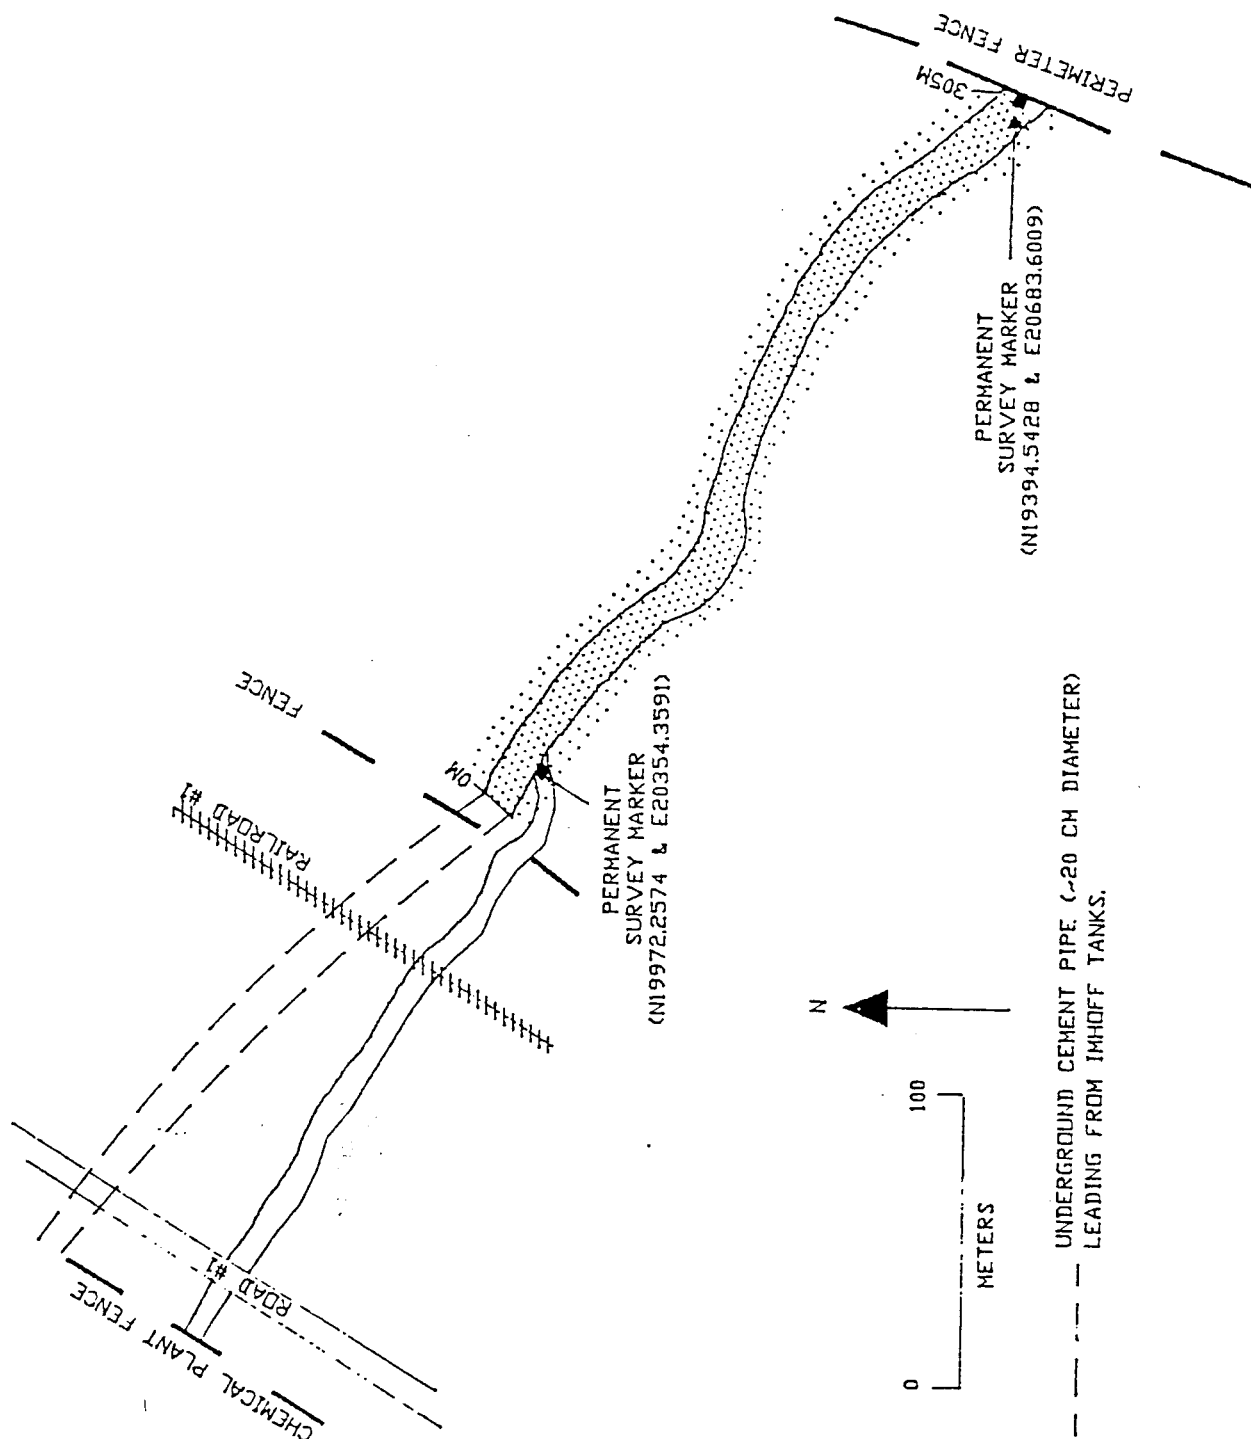 PERIMETER FENCE
305M
PERMANENT
SURVEY MARKER
(N19394.5428 & E20683.6009)
FENCE
0M
RAILROAD #1
PERMANENT
SURVEY MARKER
(N19972.2574 & E20354.3591)
ROAD #1
CHEMICAL PLANT FENCE
N
0
100
METERS
UNDERGROUND CEMENT PIPE (~20 CM DIAMETER)
LEADING FROM IMHOFF TANKS.